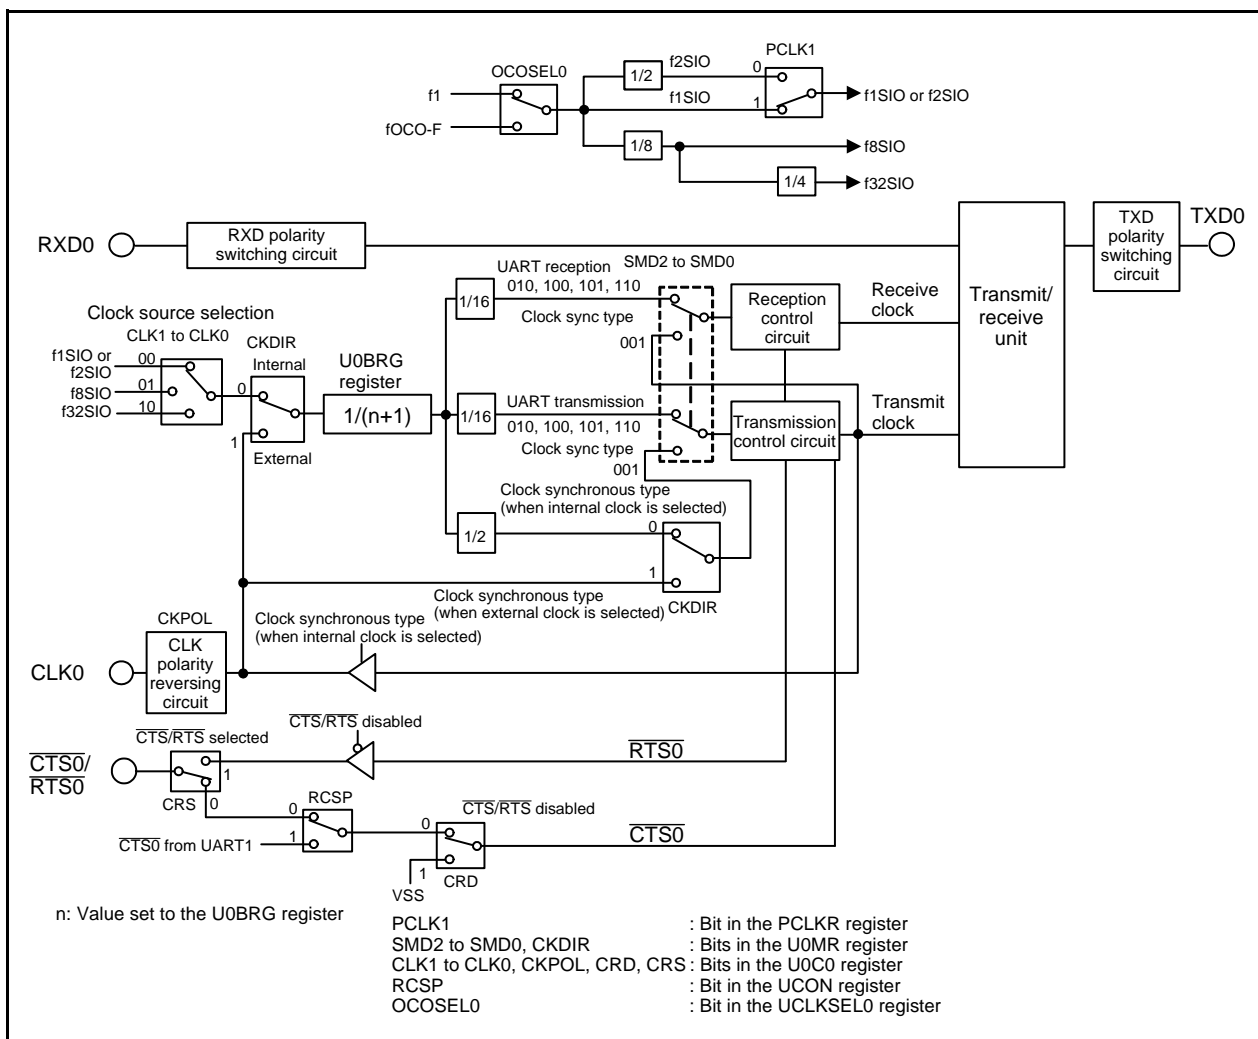 PCLK1
f2SIO
0
OCOSEL0
1/2
f1
f1SIO
1
f1SIO or f2SIO
fOCO-F
1/8
f8SIO
1/4
f32SIO
RXD0
RXD polarity
switching circuit
TXD
polarity
switching
circuit
TXD0
UART reception
SMD2 to SMD0
010, 100, 101, 110
1/16
Clock sync type
001
Reception
control
circuit
Receive
clock
Transmit/
receive
unit
Clock source selection
CLK1 to CLK0
CKDIR
Internal
U0BRG
register
f1SIO or
f2SIO
00
f8SIO
01
f32SIO
10
0
1
External
1/(n+1)
1/16
UART transmission
010, 100, 101, 110
Clock sync type
001
Transmission
control circuit
Transmit
clock
Clock synchronous type
(when internal clock is selected)
1/2
0
1
CKDIR
Clock synchronous type
(when external clock is selected)
CKPOL
Clock synchronous type
(when internal clock is selected)
CLK0
CLK
polarity
reversing
circuit
CTS/RTS selected
CTS/RTS disabled
CTS0/
RTS0
1
CRS
0
RTS0
RCSP
0
1
CTS0 from UART1
CTS/RTS disabled
0
1
CRD
VSS
CTS0
n: Value set to the U0BRG register
PCLK1 : Bit in the PCLKR register
SMD2 to SMD0, CKDIR : Bits in the U0MR register
CLK1 to CLK0, CKPOL, CRD, CRS : Bits in the U0C0 register
RCSP : Bit in the UCON register
OCOSEL0 : Bit in the UCLKSEL0 register